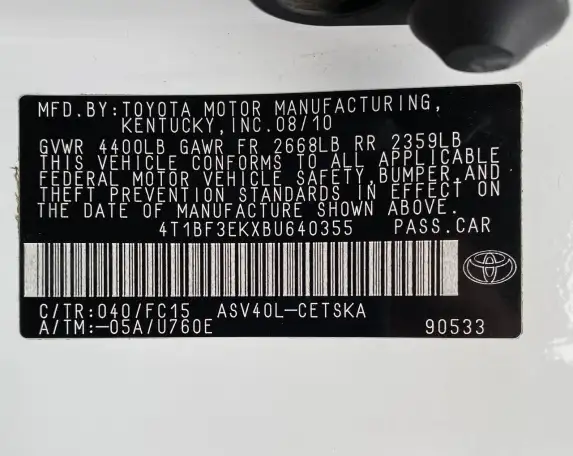 MFD.BY:TOYOTA MOTOR MANUFACTURING,
KENTUCKY,INC.08/10
GVWR 4400LB GAWR FR 2668LB RR 2359LB
THIS VEHICLE CONFORMS TO ALL APPLICABLE
FEDERAL MOTOR VEHICLE SAFETY,BUMPER,AND
THEFT PREVENTION STANDARDS IN EFFECT ON
THE DATE OF MANUFACTURE SHOWN ABOVE.
4T1BF3EKXBU640355 PASS.CAR
C/TR:040/FC15 ASV40L-CETSKA
A/TM:-05A/U760E 90533